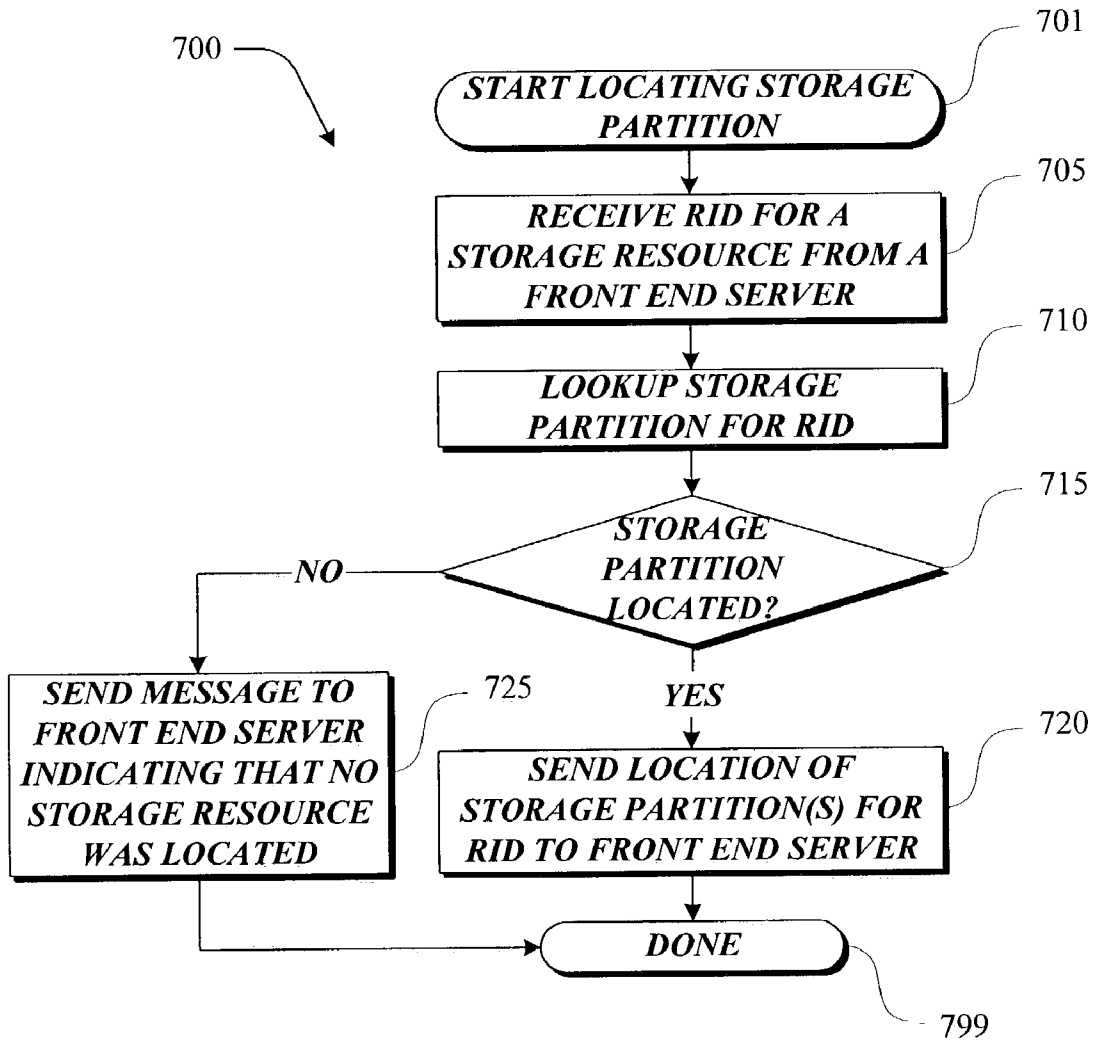 700
701
START LOCATING STORAGE
PARTITION
705
RECEIVE RID FOR A
STORAGE RESOURCE FROM A
FRONT END SERVER
710
LOOKUP STORAGE
PARTITION FOR RID
715
STORAGE
PARTITION
LOCATED?
NO
YES
725
SEND MESSAGE TO
FRONT END SERVER
INDICATING THAT NO
STORAGE RESOURCE
WAS LOCATED
720
SEND LOCATION OF
STORAGE PARTITION(S) FOR
RID TO FRONT END SERVER
DONE
799